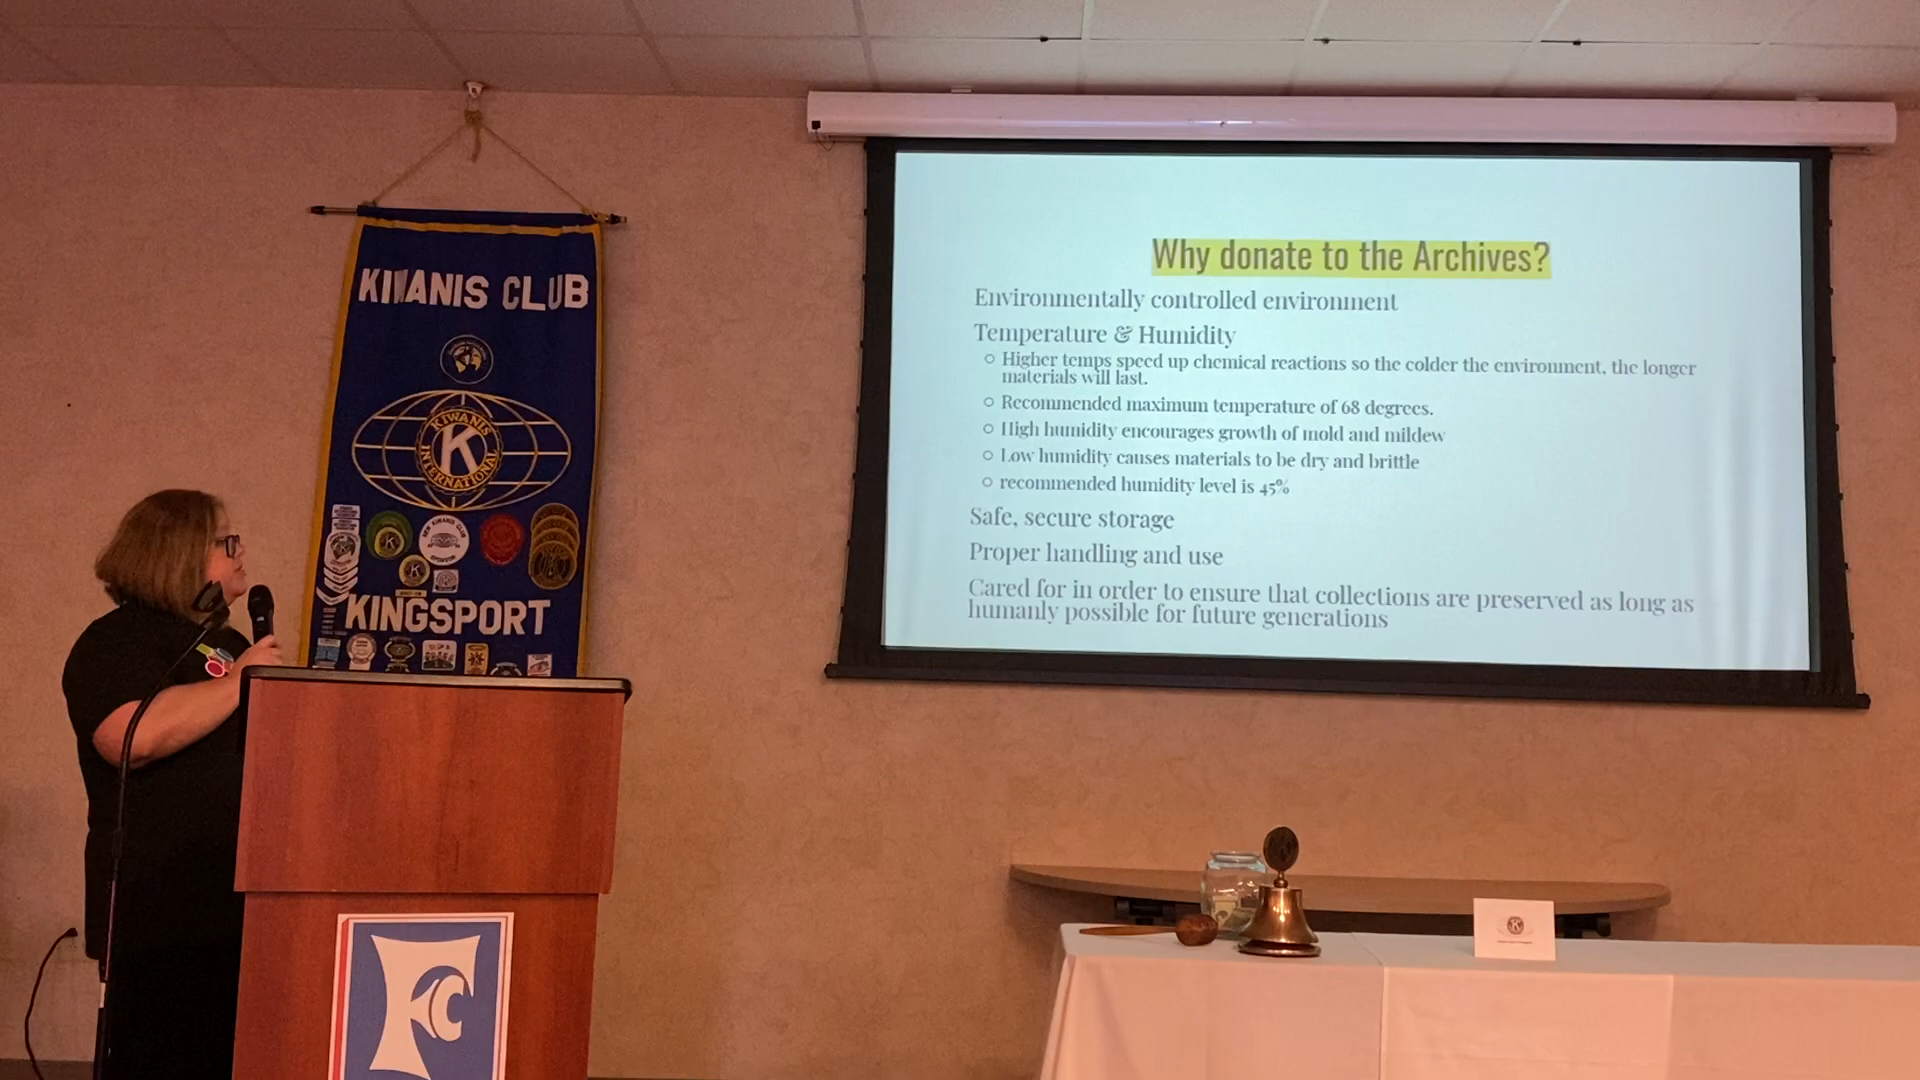 KIWANIS CLUB
KIWANIS
K
INTERNATIONAL
NEW KIWANIS CLUB
KINGSPORT
Why donate to the Archives?
Environmentally controlled environment
Temperature & Humidity
Higher temps speed up chemical reactions so the colder the environment, the longer
materials will last.
Recommended maximum temperature of 68 degrees.
High humidity encourages growth of mold and mildew
Low humidity causes materials to be dry and brittle
recommended humidity level is 45%
Safe, secure storage
Proper handling and use
Cared for in order to ensure that collections are preserved as long as
humanly possible for future generations
K